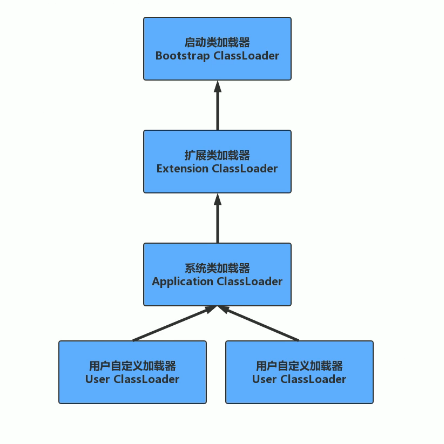 启动类加载器
Bootstrap ClassLoader
扩展类加载器
Extension ClassLoader
系统类加载器
Application ClassLoader
用户自定义加载器
User ClassLoader
用户自定义加载器
User ClassLoader